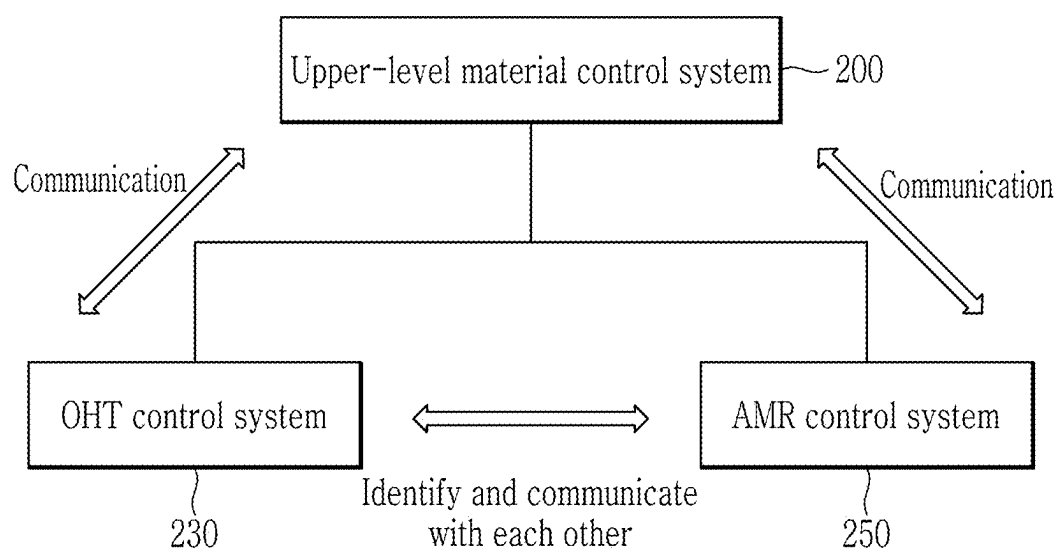 Upper-level material control system
200
Communication
Communication
OHT control system
AMR control system
Identify and communicate
with each other
230
250